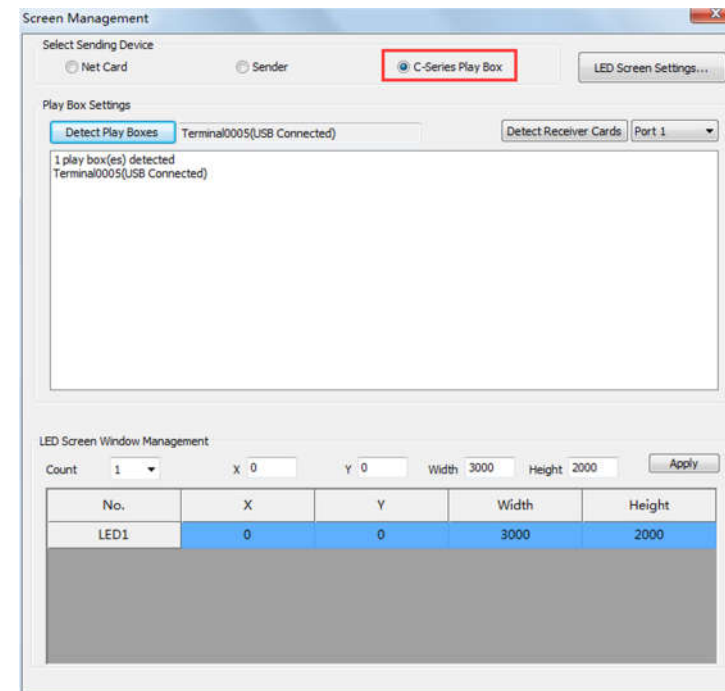 Screen Management
Select Sending Device
Net Card Sender C-Series Play Box LED Screen Settings...
Play Box Settings
Detect Play Boxes Terminal0005(USB Connected) Detect Receiver Cards Port 1
1 play box(es) detected
Terminal0005(USB Connected)
LED Screen Window Management
Count 1 X 0 Y 0 Width 3000 Height 2000 Apply
No. X Y Width Height
LED1 0 0 3000 2000